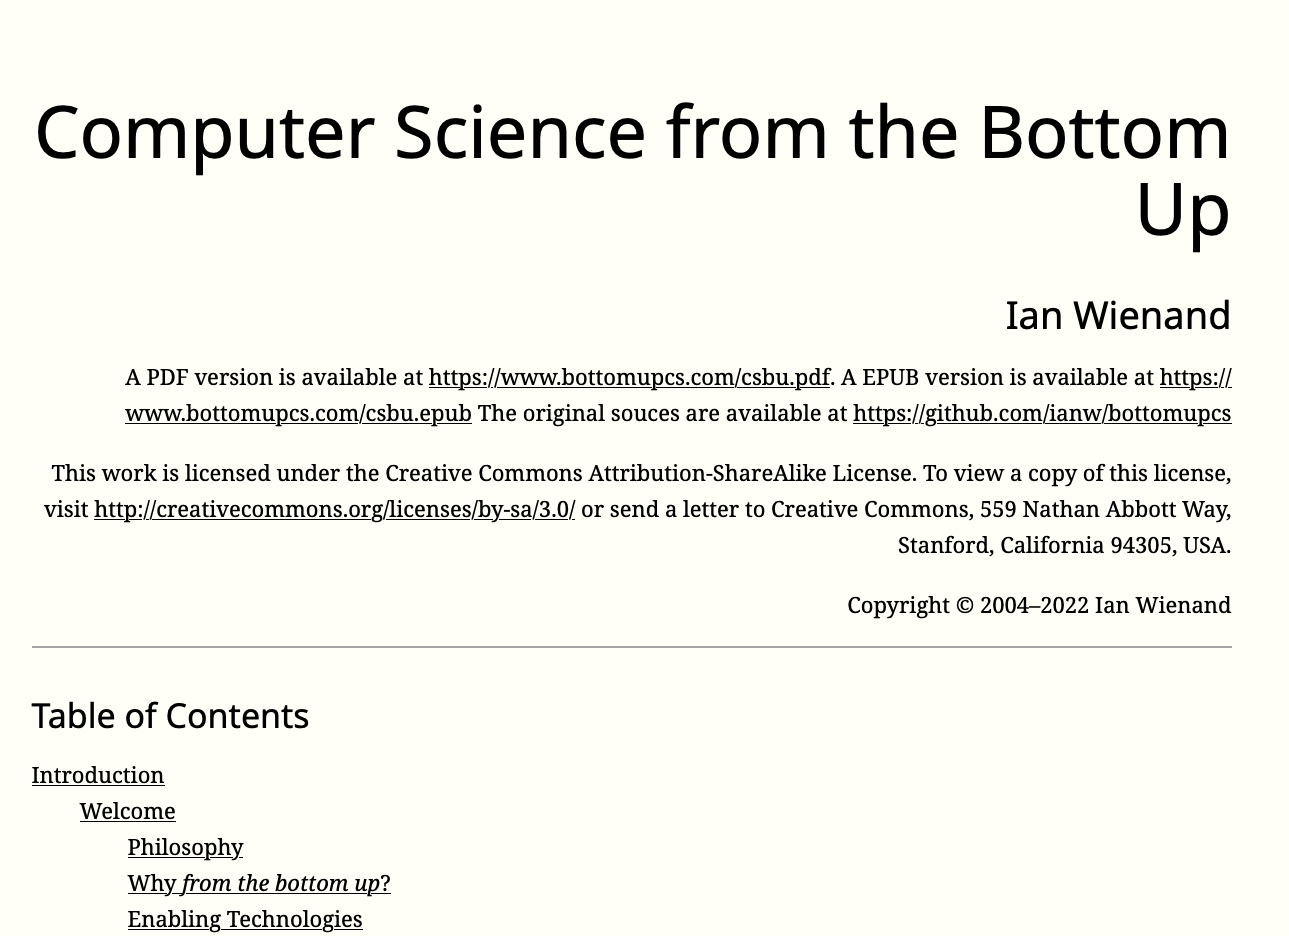 Computer Science from the Bottom
Up
Ian Wienand
A PDF version is available at https://www.bottomupcs.com/csbu.pdf. A EPUB version is available at https://
www.bottomupcs.com/csbu.epub The original souces are available at https://github.com/ianw/bottomupcs
This work is licensed under the Creative Commons Attribution-ShareAlike License. To view a copy of this license,
visit http://creativecommons.org/licenses/by-sa/3.0/ or send a letter to Creative Commons, 559 Nathan Abbott Way,
Stanford, California 94305, USA.
Copyright © 2004–2022 Ian Wienand
Table of Contents
Introduction
Welcome
Philosophy
Why from the bottom up?
Enabling Technologies